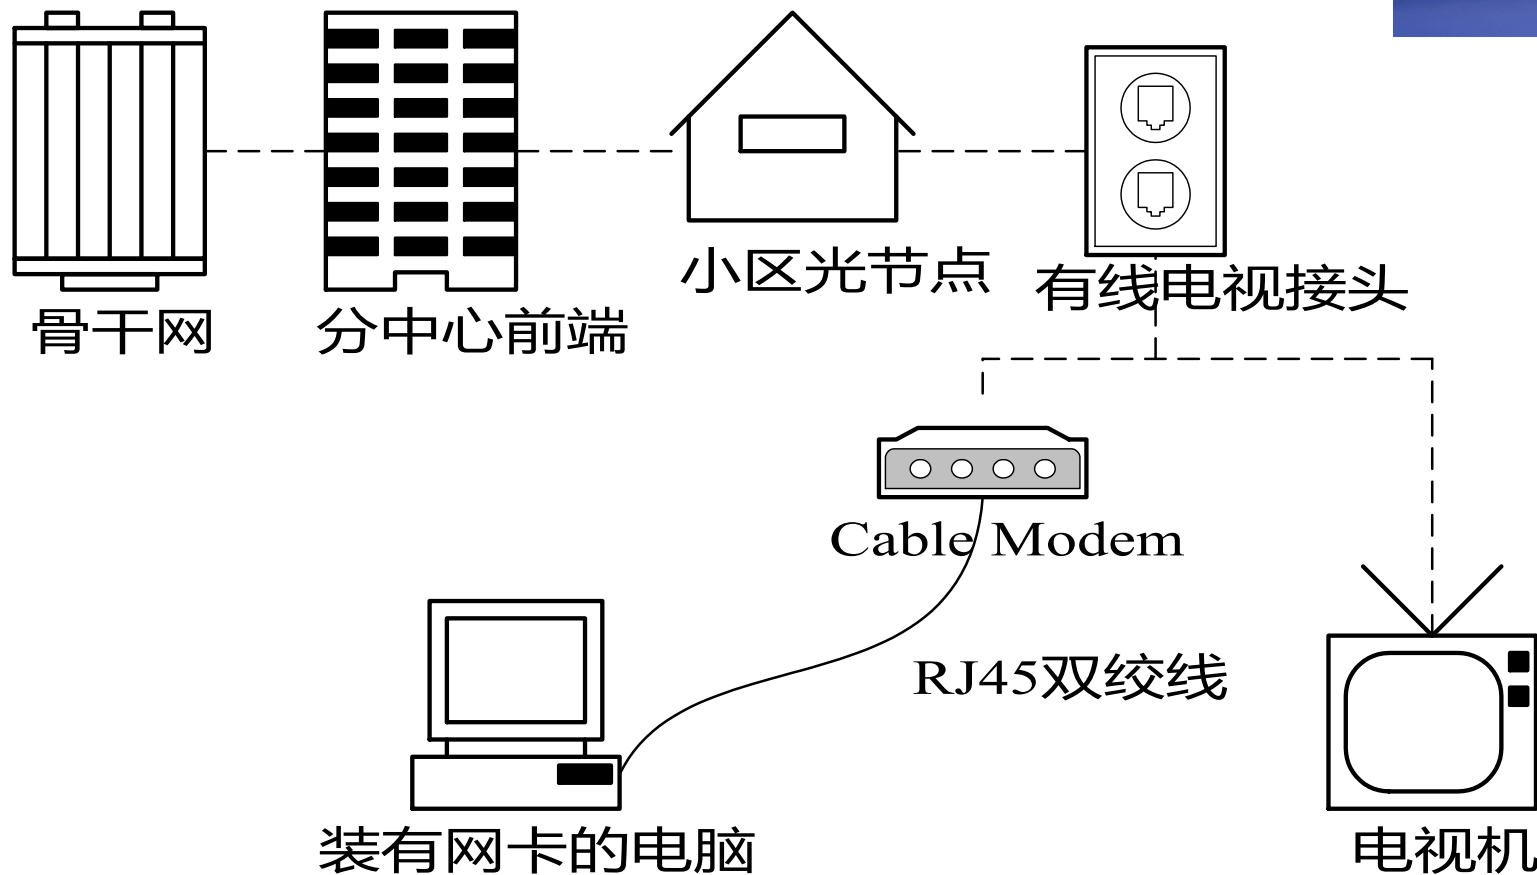 小区光节点
有线电视接头
骨干网
分中心前端
Cable Modem
RJ45双绞线
装有网卡的电脑
电视机